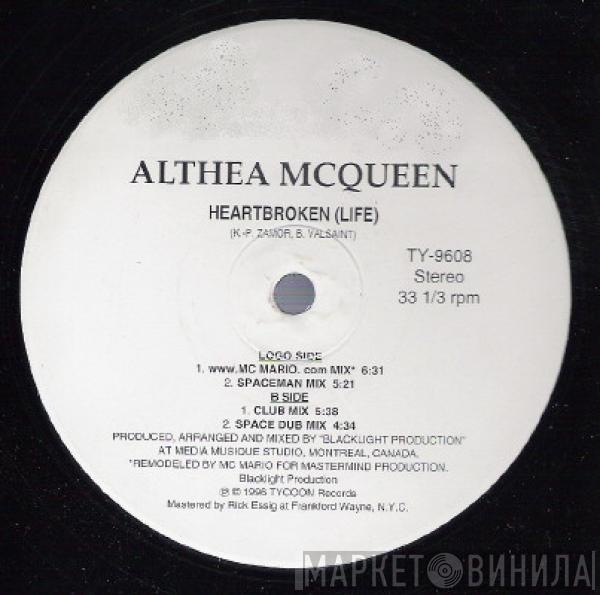 ALTHEA MCQUEEN
HEARTBROKEN (LIFE)
(K.-P. ZAMOR, B. VALSAINT)
TY-9608
Stereo
33 1/3 rpm
LOGO SIDE
1. www.MC MARIO. com MIX* 6:31
2. SPACEMAN MIX 5:21
B SIDE
1. CLUB MIX 5:38
2. SPACE DUB MIX 4:34
PRODUCED, ARRANGED AND MIXED BY "BLACKLIGHT PRODUCTION"
AT MEDIA MUSIQUE STUDIO, MONTREAL, CANADA.
*REMODELED BY MC MARIO FOR MASTERMIND PRODUCTION.
Blacklight Production
℗ © 1996 TYCOON Records
Mastered by Rick Essig at Frankford Wayne, N.Y.C.
МАРКЕТ ВИНИЛА